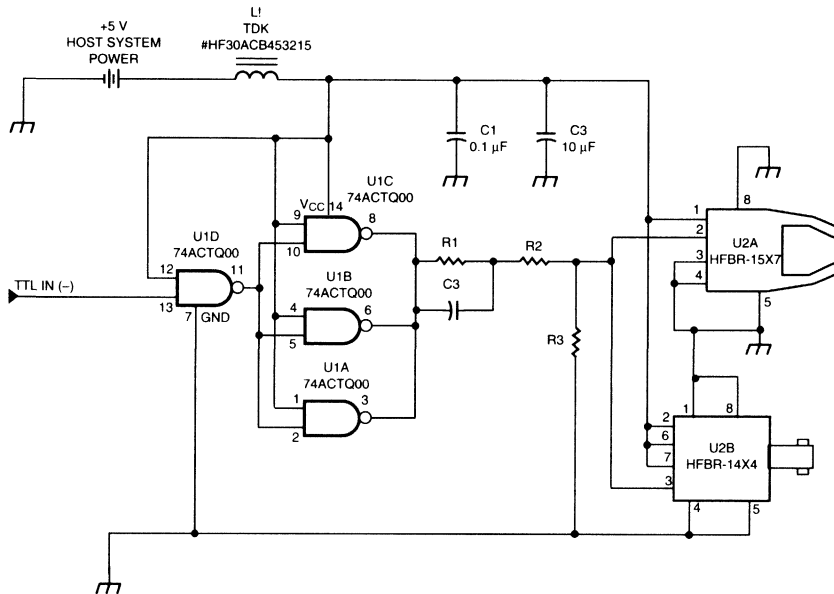 +5 V
HOST SYSTEM
POWER
L!
TDK
#HF30ACB453215
C1
0.1 µF
C3
10 µF
U1C
74ACTQ00
VCC 14
9
10
8
U1D
74ACTQ00
12
13
11
7 GND
TTL IN (–)
U1B
74ACTQ00
4
5
6
U1A
74ACTQ00
1
2
3
R1
R2
C3
R3
8
1
2
3
4
5
U2A
HFBR-15X7
1
8
2
6
7
3
4
5
U2B
HFBR-14X4